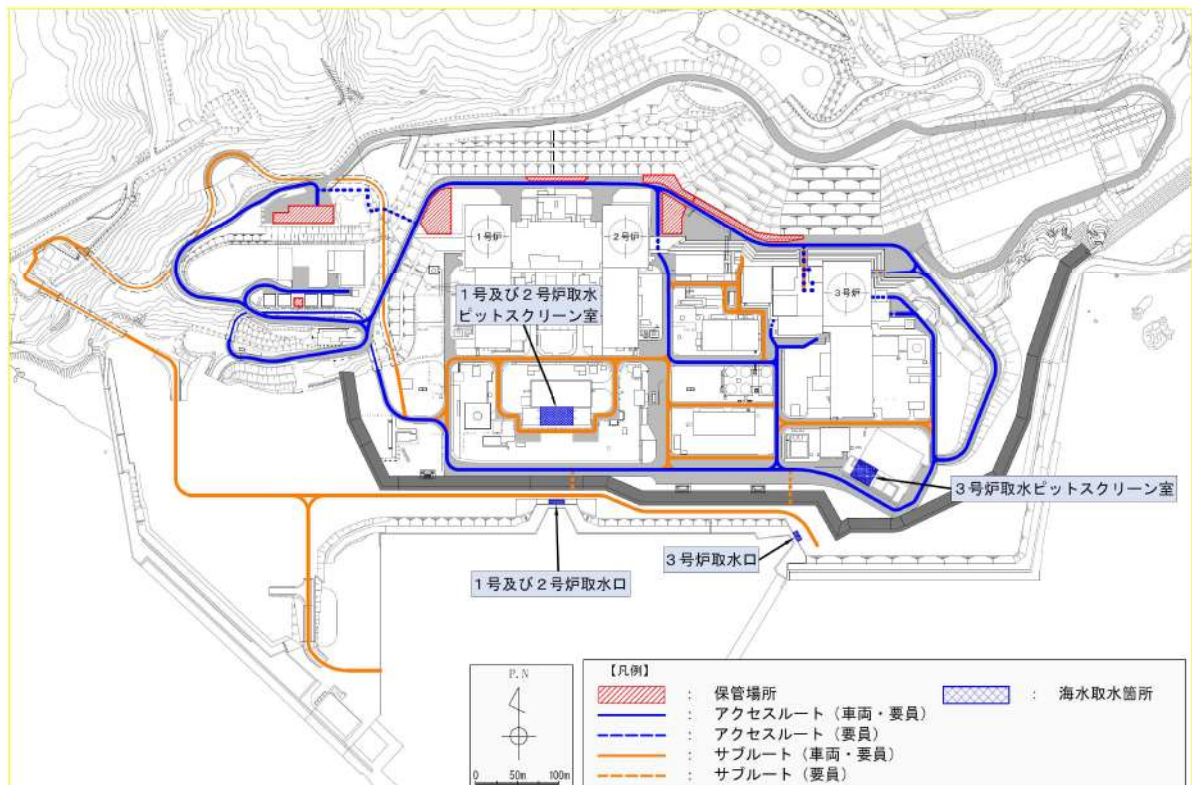 1号炉
2号炉
3号炉
1号及び2号炉取水
ピットスクリーン室
3号炉取水ピットスクリーン室
3号炉取水口
1号及び2号炉取水口
P.N
0 50m 100m
【凡例】
： 保管場所
： 海水取水箇所
： アクセスルート（車両・要員）
： アクセスルート（要員）
： サブルート（車両・要員）
： サブルート（要員）